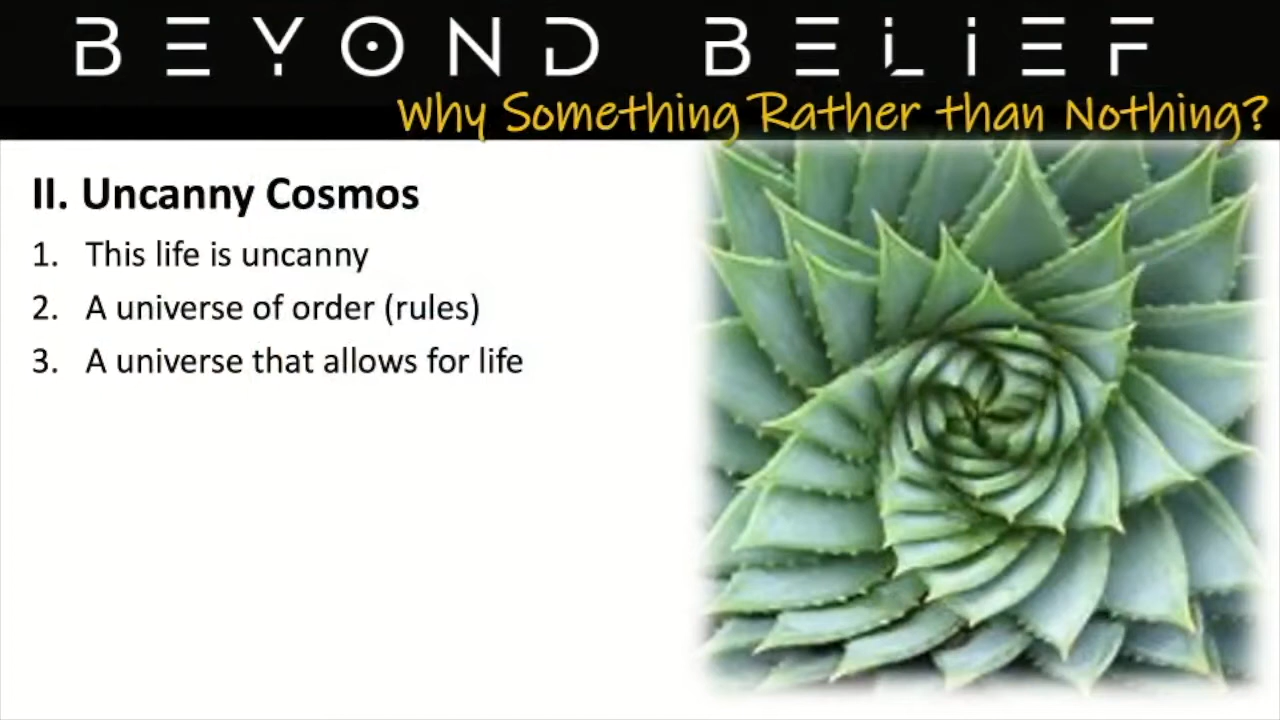 BEYOND BELiEF
Why Something Rather than Nothing?
II. Uncanny Cosmos
1. This life is uncanny
2. A universe of order (rules)
3. A universe that allows for life